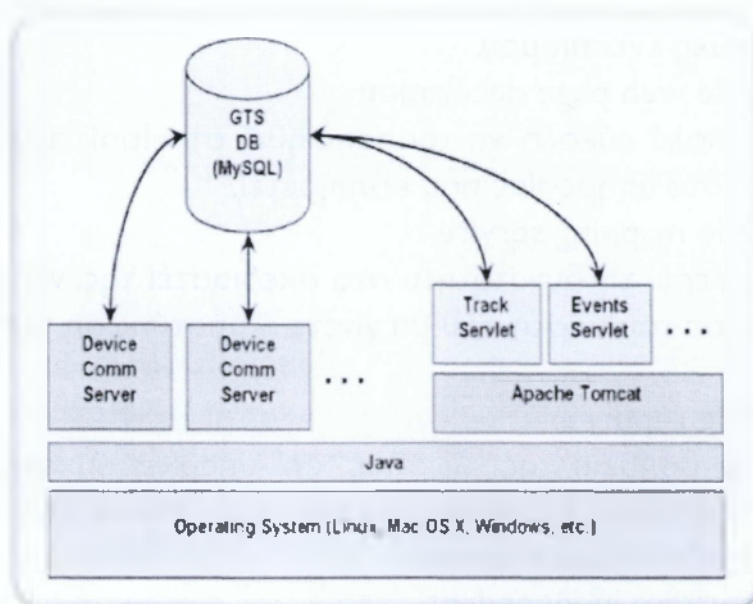 GTS
DB
(MySQL)
Track
Servlet
Events
Servlet
...
Device
Comm
Server
Device
Comm
Server
...
Apache Tomcat
Java
Operating System (Linux, Mac OS X, Windows, etc.)